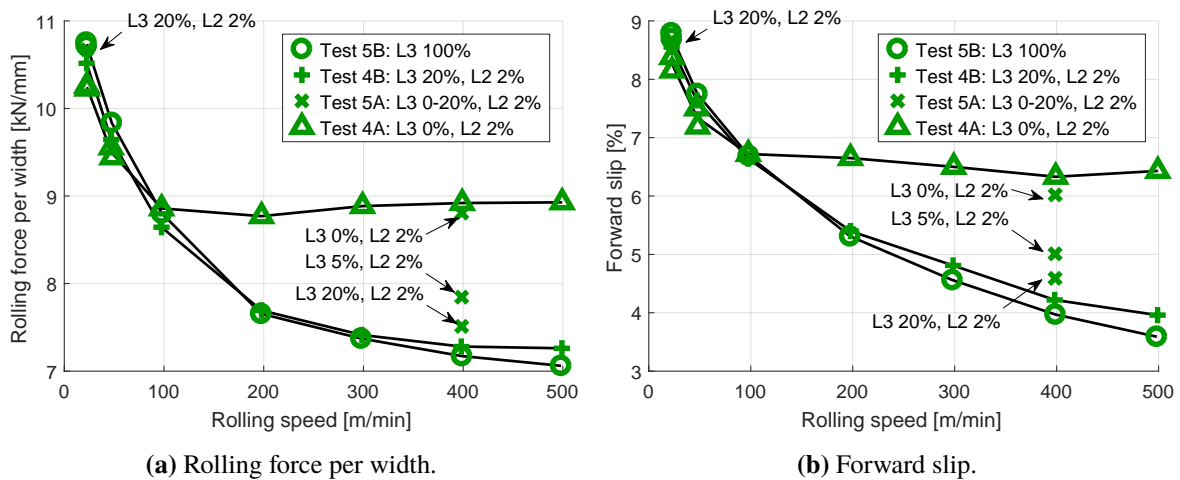 L3 20%, L2 2%
11
10
9
8
7
Rolling force per width [kN/mm]
Test 5B: L3 100%
Test 4B: L3 20%, L2 2%
Test 5A: L3 0-20%, L2 2%
Test 4A: L3 0%, L2 2%
L3 0%, L2 2%
L3 5%, L2 2%
L3 20%, L2 2%
0 100 200 300 400 500
Rolling speed [m/min]
(a) Rolling force per width.
L3 20%, L2 2%
9
8
7
6
5
4
3
Forward slip [%]
Test 5B: L3 100%
Test 4B: L3 20%, L2 2%
Test 5A: L3 0-20%, L2 2%
Test 4A: L3 0%, L2 2%
L3 0%, L2 2%
L3 5%, L2 2%
L3 20%, L2 2%
0 100 200 300 400 500
Rolling speed [m/min]
(b) Forward slip.